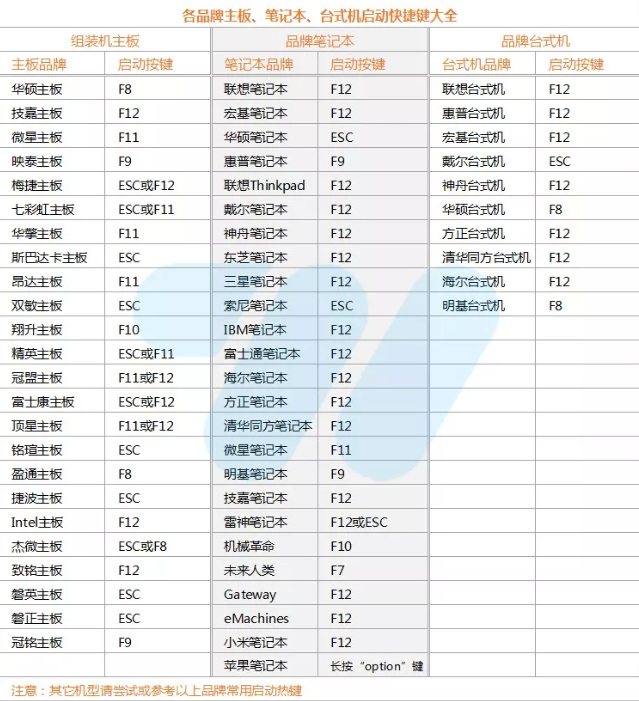 各品牌主板、笔记本、台式机启动快捷键大全
组装机主板 品牌笔记本 品牌台式机
主板品牌 启动按键 笔记本品牌 启动按键 台式机品牌 启动按键
华硕主板 F8 联想笔记本 F12 联想台式机 F12
技嘉主板 F12 宏基笔记本 F12 惠普台式机 F12
微星主板 F11 华硕笔记本 ESC 宏基台式机 F12
映泰主板 F9 惠普笔记本 F9 戴尔台式机 ESC
梅捷主板 ESC或F12 联想Thinkpad F12 神舟台式机 F12
七彩虹主板 ESC或F11 戴尔笔记本 F12 华硕台式机 F8
华擎主板 F11 神舟笔记本 F12 方正台式机 F12
斯巴达卡主板 ESC 东芝笔记本 F12 清华同方台式机 F12
昂达主板 F11 三星笔记本 F12 海尔台式机 F12
双敏主板 ESC 索尼笔记本 ESC 明基台式机 F8
翔升主板 F10 IBM笔记本 F12
精英主板 ESC或F11 富士通笔记本 F12
冠盟主板 F11或F12 海尔笔记本 F12
富士康主板 ESC或F12 方正笔记本 F12
顶星主板 F11或F12 清华同方笔记本 F12
铭瑄主板 ESC 微星笔记本 F11
盈通主板 F8 明基笔记本 F9
捷波主板 ESC 技嘉笔记本 F12
Intel主板 F12 雷神笔记本 F12或ESC
杰微主板 ESC或F8 机械革命 F10
致铭主板 F12 未来人类 F7
磐英主板 ESC Gateway F12
磐正主板 ESC eMachines F12
冠铭主板 F9 小米笔记本 F12
苹果笔记本 长按“option”键
注意：其它机型请尝试或参考以上品牌常用启动热键